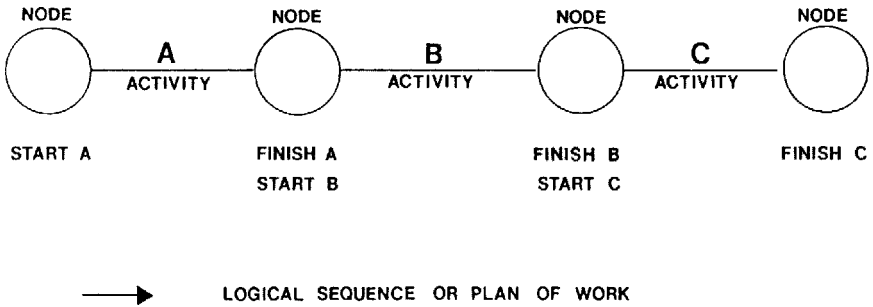 NODE NODE NODE NODE
A B C
ACTIVITY ACTIVITY ACTIVITY
START A FINISH A FINISH B FINISH C
START B START C
LOGICAL SEQUENCE OR PLAN OF WORK